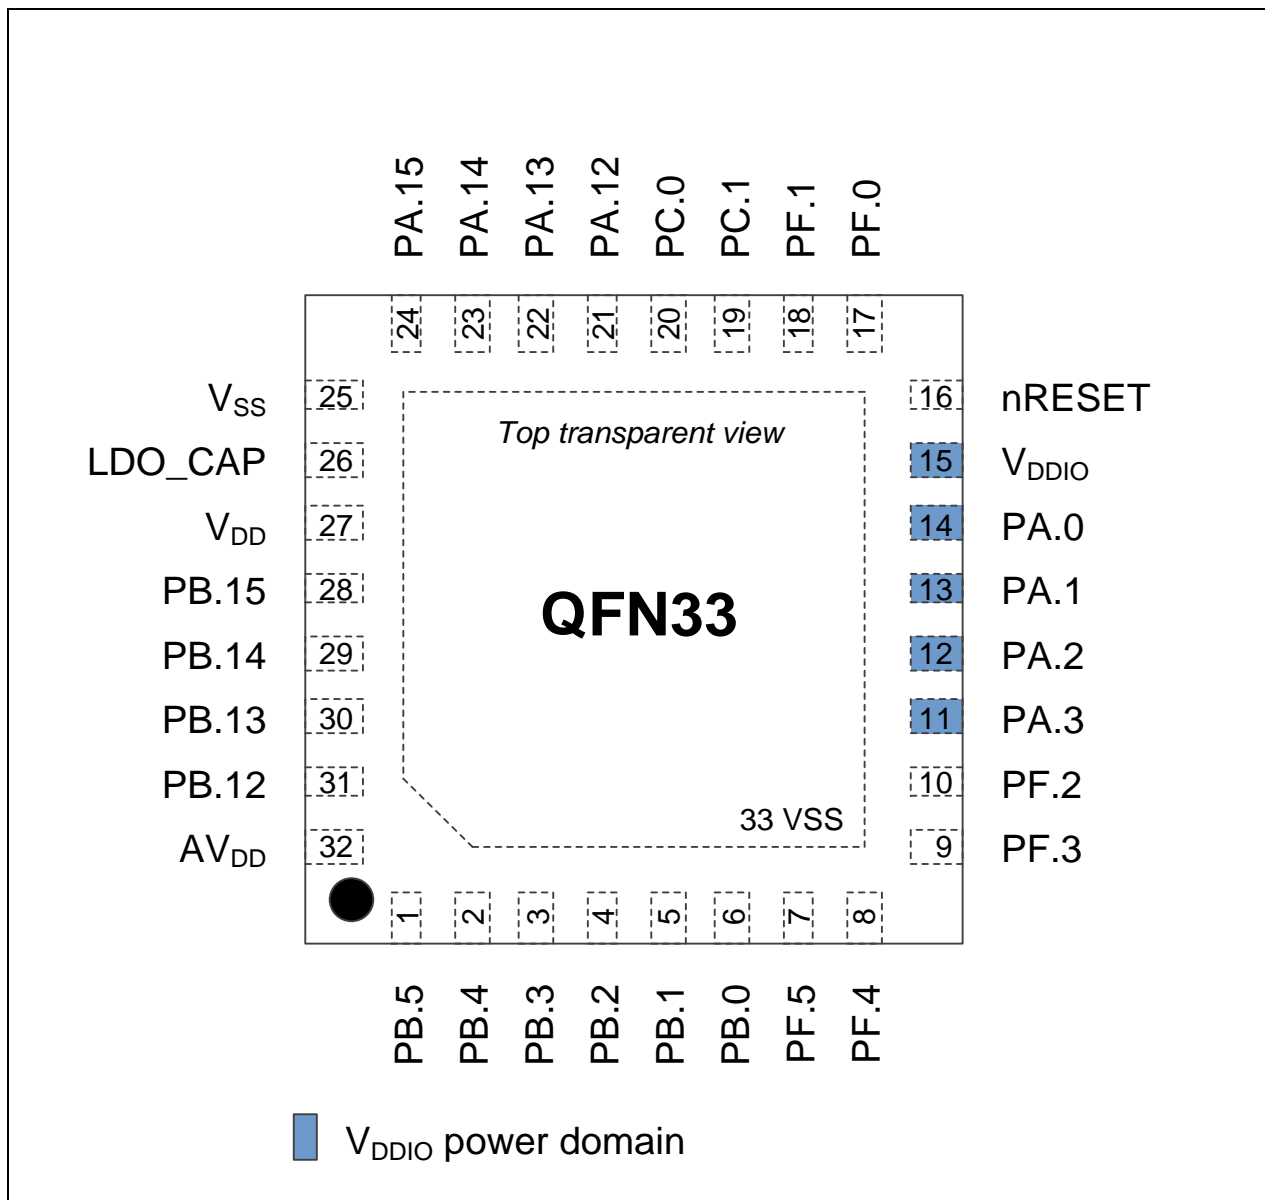 PA.15 PA.14 PA.13 PA.12 PC.0 PC.1 PF.1 PF.0
24 23 22 21 20 19 18 17
VSS 25 16 nRESET
Top transparent view
LDO_CAP 26 15 VDDIO
VDD 27 14 PA.0
PB.15 28 13 PA.1
QFN33
PB.14 29 12 PA.2
PB.13 30 11 PA.3
PB.12 31 10 PF.2
33 VSS
AVDD 32 9 PF.3
1 2 3 4 5 6 7 8
PB.5 PB.4 PB.3 PB.2 PB.1 PB.0 PF.5 PF.4
VDDIO power domain